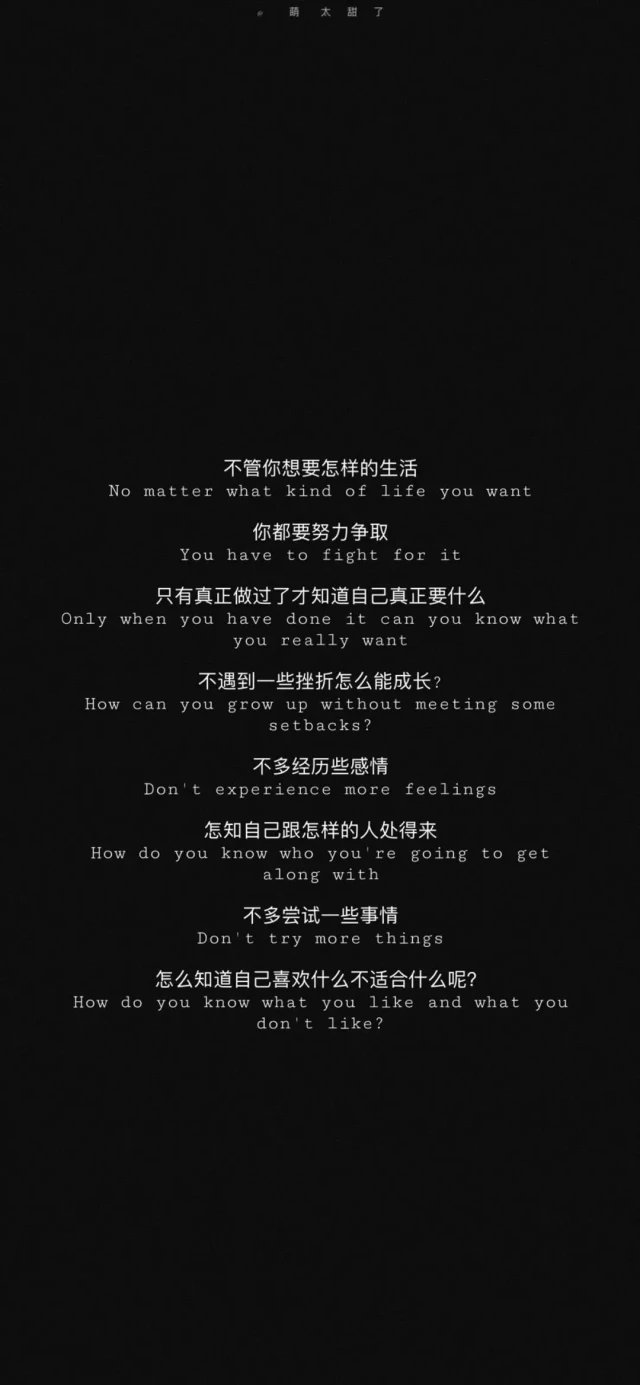 @ 萌太甜了
不管你想要怎样的生活
No matter what kind of life you want
你都要努力争取
You have to fight for it
只有真正做过了才知道自己真正要什么
Only when you have done it can you know what
you really want
不遇到一些挫折怎么能成长?
How can you grow up without meeting some
setbacks?
不多经历些感情
Don't experience more feelings
怎知自己跟怎样的人处得来
How do you know who you're going to get
along with
不多尝试一些事情
Don't try more things
怎么知道自己喜欢什么不适合什么呢?
How do you know what you like and what you
don't like?